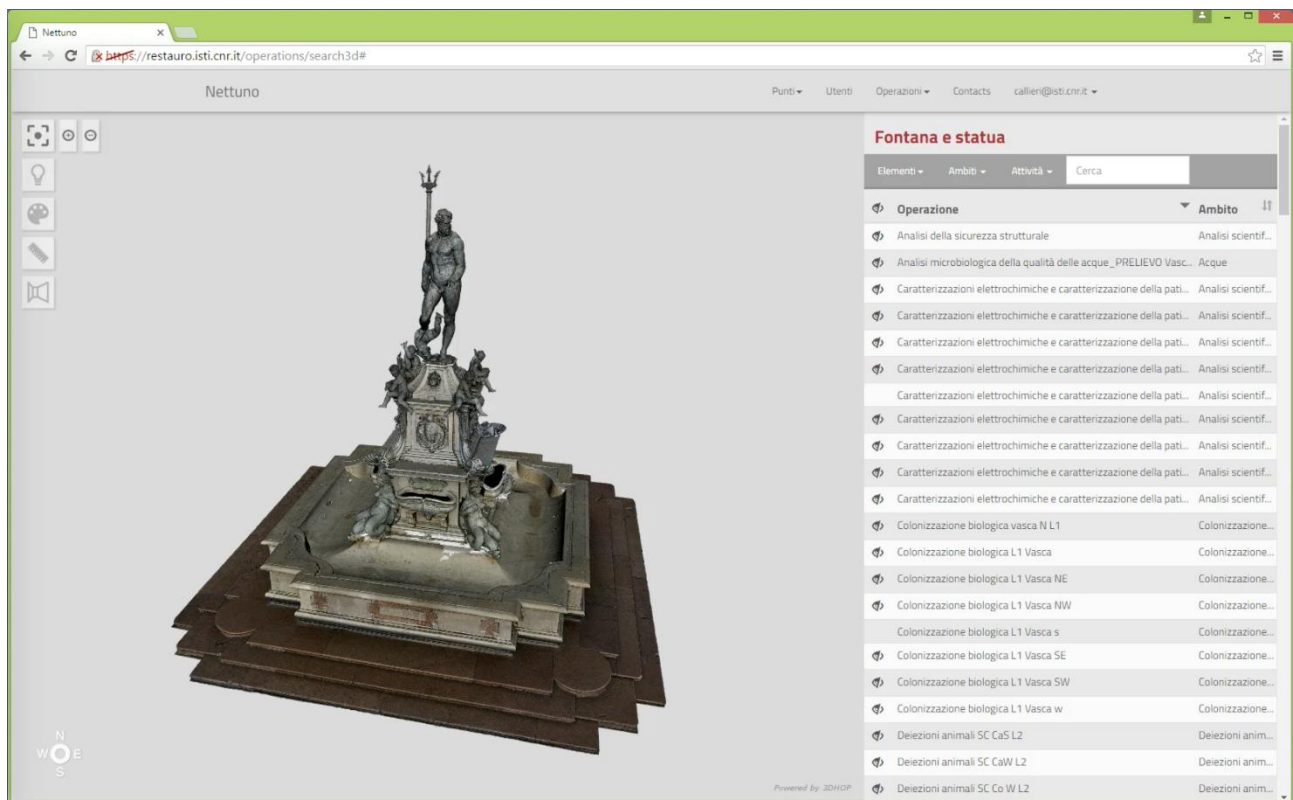 Nettuno
https://restauro.isti.cnr.it/operations/search3d#
Nettuno Punti Utenti Operazioni Contacts callieri@isti.cnr.it
Fontana e statua
Elementi Ambiti Attività Cerca
Operazione Ambito
Analisi della sicurezza strutturale Analisi scientif...
Analisi microbiologica della qualità delle acque_PRELIEVO Vasc... Acque
Caratterizzazioni elettrochimiche e caratterizzazione della pati... Analisi scientif...
Caratterizzazioni elettrochimiche e caratterizzazione della pati... Analisi scientif...
Caratterizzazioni elettrochimiche e caratterizzazione della pati... Analisi scientif...
Caratterizzazioni elettrochimiche e caratterizzazione della pati... Analisi scientif...
Caratterizzazioni elettrochimiche e caratterizzazione della pati... Analisi scientif...
Caratterizzazioni elettrochimiche e caratterizzazione della pati... Analisi scientif...
Caratterizzazioni elettrochimiche e caratterizzazione della pati... Analisi scientif...
Caratterizzazioni elettrochimiche e caratterizzazione della pati... Analisi scientif...
Caratterizzazioni elettrochimiche e caratterizzazione della pati... Analisi scientif...
Colonizzazione biologica vasca N L1 Colonizzazione...
Colonizzazione biologica L1 Vasca Colonizzazione...
Colonizzazione biologica L1 Vasca NE Colonizzazione...
Colonizzazione biologica L1 Vasca NW Colonizzazione...
Colonizzazione biologica L1 Vasca s Colonizzazione...
Colonizzazione biologica L1 Vasca SE Colonizzazione...
Colonizzazione biologica L1 Vasca SW Colonizzazione...
Colonizzazione biologica L1 Vasca w Colonizzazione...
Deiezioni animali SC CaS L2 Deiezioni anim...
Deiezioni animali SC CaW L2 Deiezioni anim...
Deiezioni animali SC Co W L2 Deiezioni anim...
N
W E
S
Powered by 3DHOP